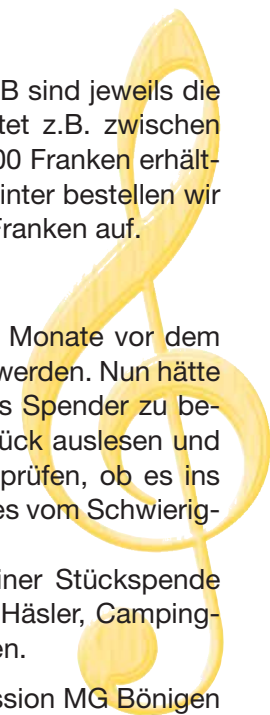 B sind jeweils die
tet z.B. zwischen
00 Franken erhält-
inter bestellen wir
Franken auf.
Monate vor dem
werden. Nun hätte
s Spender zu be-
ück auslesen und
prüfen, ob es ins
es vom Schwierig-
iner Stückspende
Häsler, Camping-
en.
ssion MG Bönigen